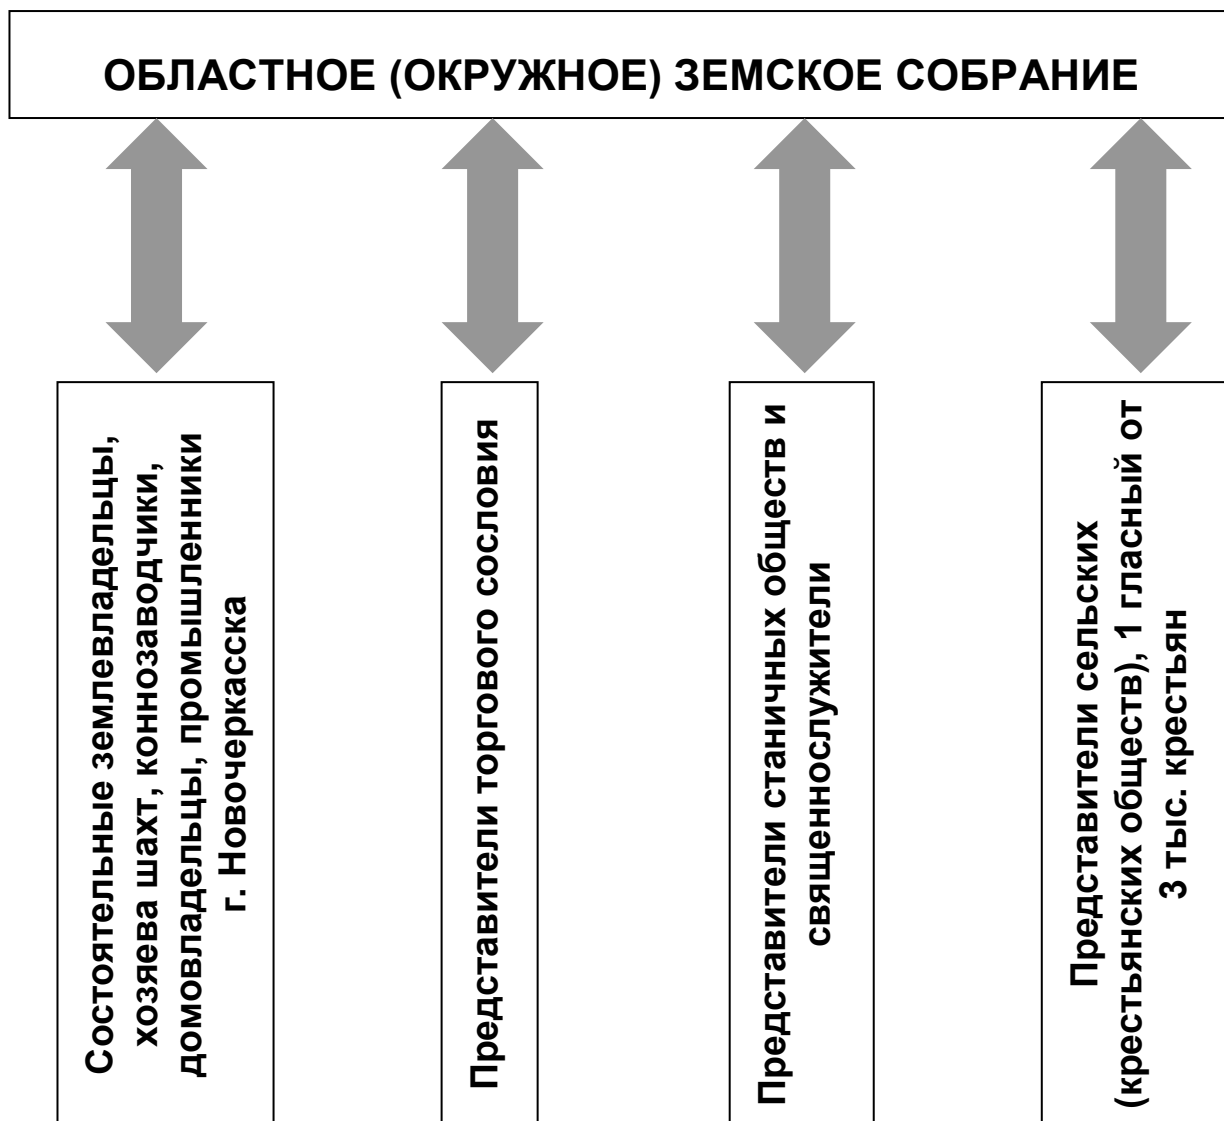 ОБЛАСТНОЕ (ОКРУЖНОЕ) ЗЕМСКОЕ СОБРАНИЕ
Состоятельные землевладельцы,
хозяева шахт, коннозаводчики,
домовладельцы, промышленники
г. Новочеркасска
Представители торгового сословия
Представители станичных обществ и
священнослужители
Представители сельских
(крестьянских обществ), 1 гласный от
3 тыс. крестьян